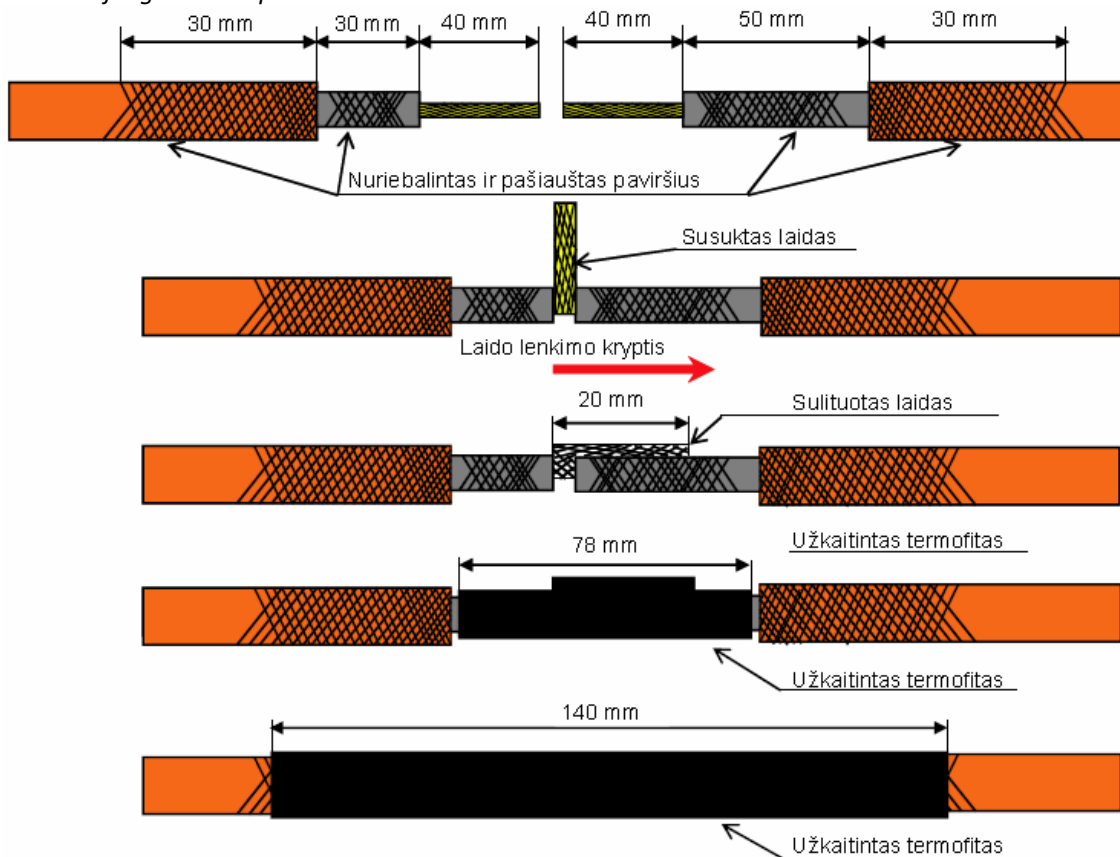 30 mm 30 mm 40 mm 40 mm 50 mm 30 mm
Nuriebalintas ir pašiauštas paviršius
Susuktas laidas
Laido lenkimo kryptis
20 mm
Sulituotas laidas
Užkaitintas termofitas
78 mm
Užkaitintas termofitas
140 mm
Užkaitintas termofitas